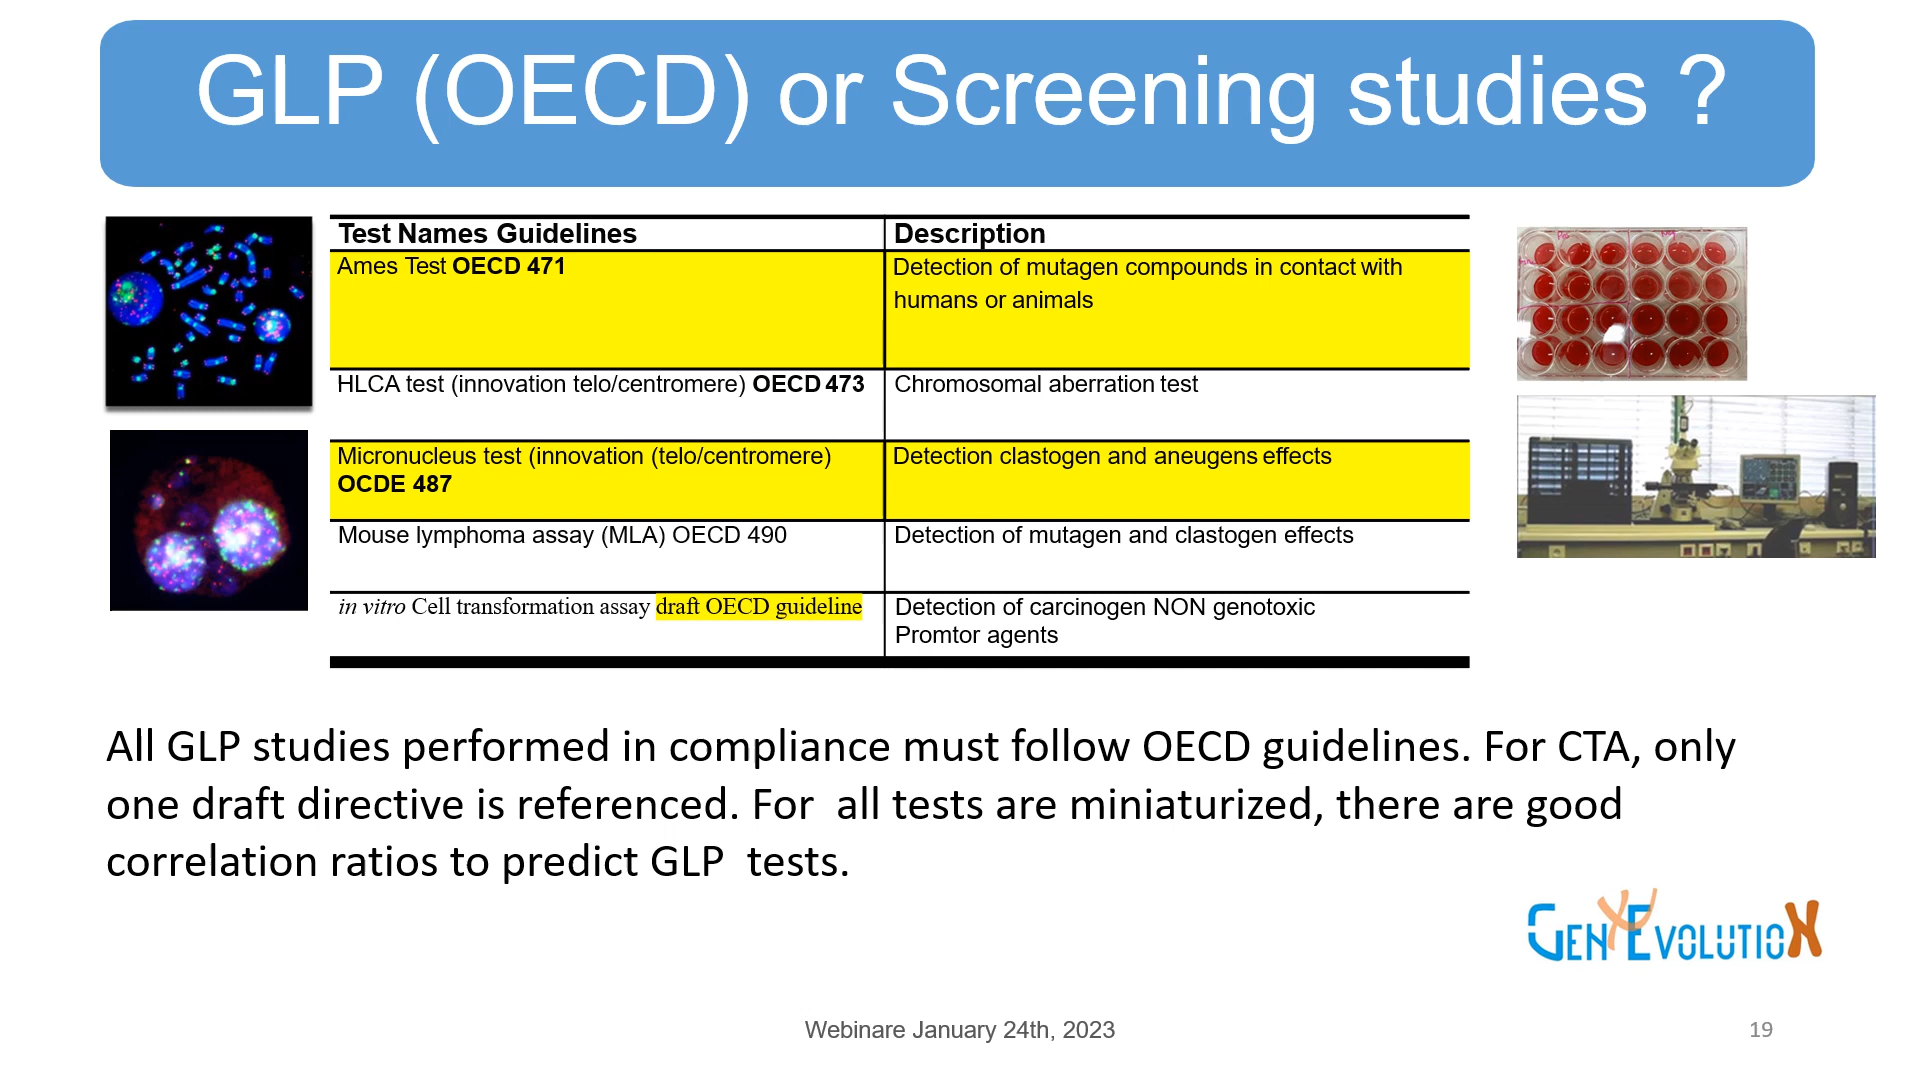 GLP (OECD) or Screening studies ?
Test Names Guidelines
Description
Ames Test OECD 471
Detection of mutagen compounds in contact with
humans or animals
HLCA test (innovation telo/centromere) OECD 473
Chromosomal aberration test
Micronucleus test (innovation (telo/centromere)
OCDE 487
Detection clastogen and aneugens effects
Mouse lymphoma assay (MLA) OECD 490
Detection of mutagen and clastogen effects
in vitro Cell transformation assay draft OECD guideline
Detection of carcinogen NON genotoxic
Promtor agents
All GLP studies performed in compliance must follow OECD guidelines. For CTA, only
one draft directive is referenced. For  all tests are miniaturized, there are good
correlation ratios to predict GLP  tests.
GenEvolution
Webinare January 24th, 2023
19